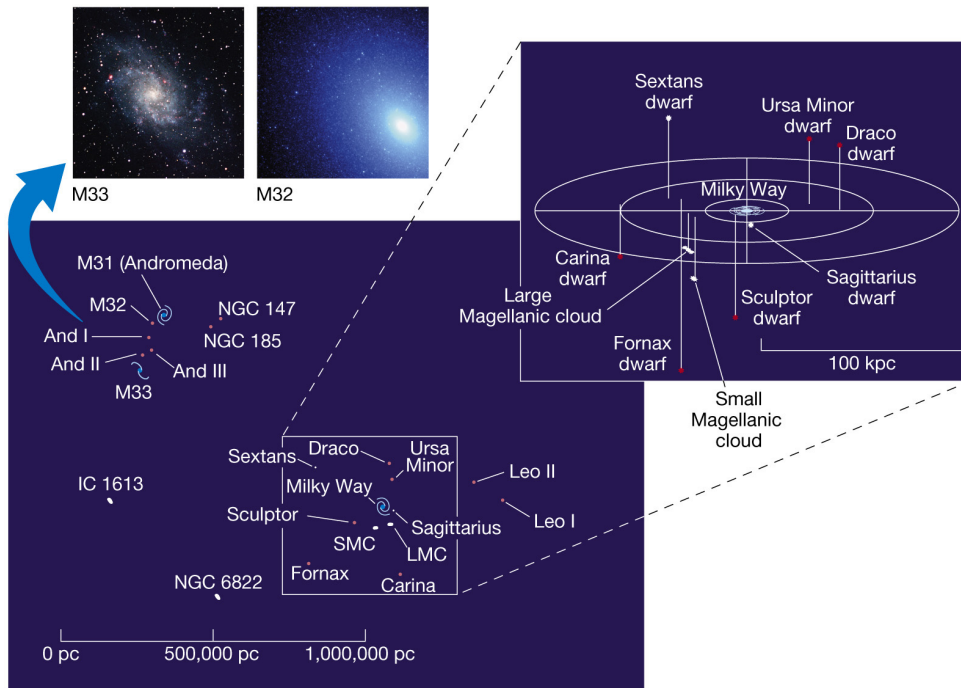 M33
M32
M31 (Andromeda)
M32
NGC 147
And I
NGC 185
And II
And III
M33
IC 1613
NGC 6822
Sextans
Draco
Ursa
Minor
Milky Way
Leo II
Leo I
Sculptor
Sagittarius
SMC
LMC
Fornax
Carina
0 pc
500,000 pc
1,000,000 pc
Sextans
dwarf
Ursa Minor
dwarf
Draco
dwarf
Milky Way
Carina
dwarf
Large
Magellanic cloud
Sagittarius
dwarf
Sculptor
dwarf
Fornax
dwarf
100 kpc
Small
Magellanic
cloud